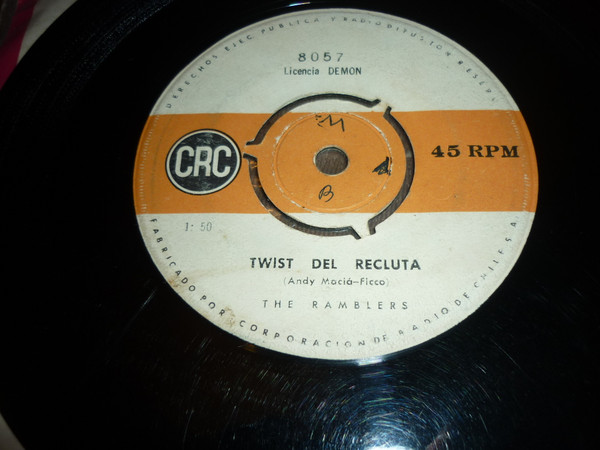 DERECHOS EJEC. PUBLICA Y RADIODIFUSION RESERV
8057
Licencia DEMON
CRC
45 RPM
EM
B
1:50
TWIST DEL RECLUTA
(Andy Maciá-Ficco)
THE RAMBLERS
FABRICADO POR CORPORACION DE RADIO DE CHILE S.A.